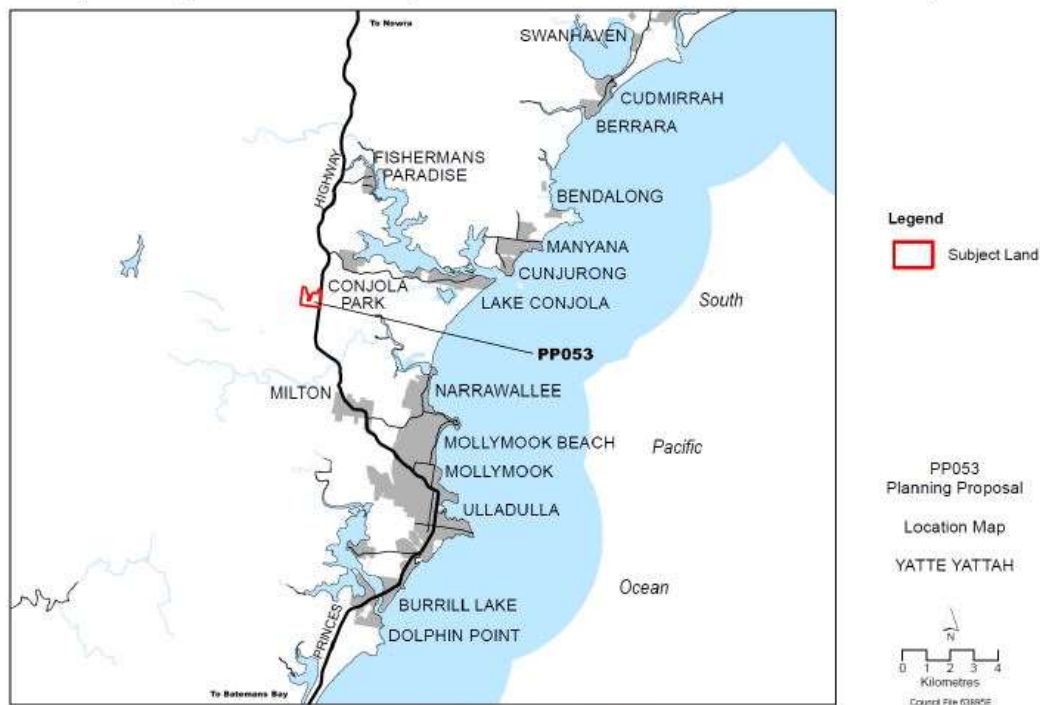 To Nowra
SWANHAVEN
CUDMIRRAH
BERRARA
HIGHWAY
FISHERMANS
PARADISE
BENDALONG
MANYANA
CUNJURONG
CONJOLA
PARK
LAKE CONJOLA
South
PP053
MILTON
NARRAWALLEE
MOLLYMOOK BEACH
Pacific
MOLLYMOOK
ULLADULLA
Ocean
BURRILL LAKE
PRINCES
DOLPHIN POINT
To Batemans Bay
Legend
Subject Land
PP053
Planning Proposal
Location Map
YATTE YATTAH
N
0 1 2 3 4
Kilometres